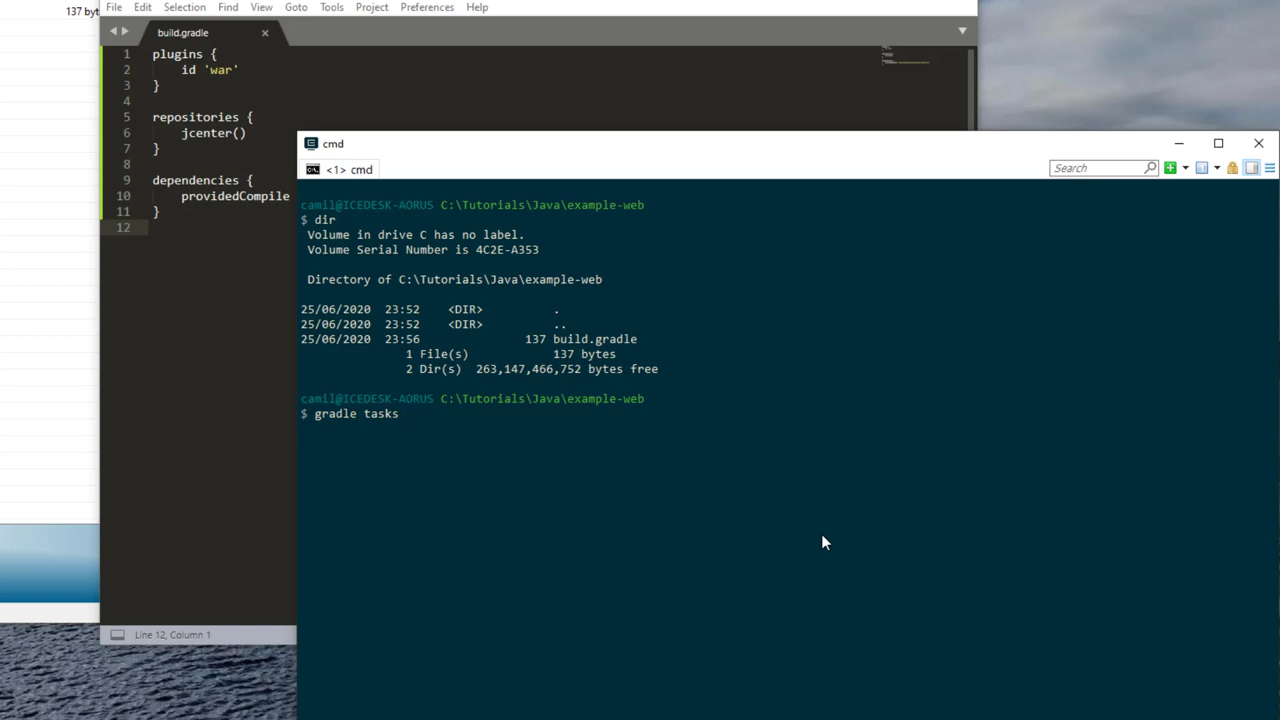 137 byt
File Edit Selection Find View Goto Tools Project Preferences Help
build.gradle
1 plugins {
2 id 'war'
3 }
4
5 repositories {
6 jcenter()
7 }
8
9 dependencies {
10 providedCompile
11 }
12
Line 12, Column 1
cmd
<1> cmd
Search
camil@ICEDESK-AORUS C:\Tutorials\Java\example-web
$ dir
Volume in drive C has no label.
Volume Serial Number is 4C2E-A353
Directory of C:\Tutorials\Java\example-web
25/06/2020 23:52 <DIR> .
25/06/2020 23:52 <DIR> ..
25/06/2020 23:56 137 build.gradle
1 File(s) 137 bytes
2 Dir(s) 263,147,466,752 bytes free
camil@ICEDESK-AORUS C:\Tutorials\Java\example-web
$ gradle tasks